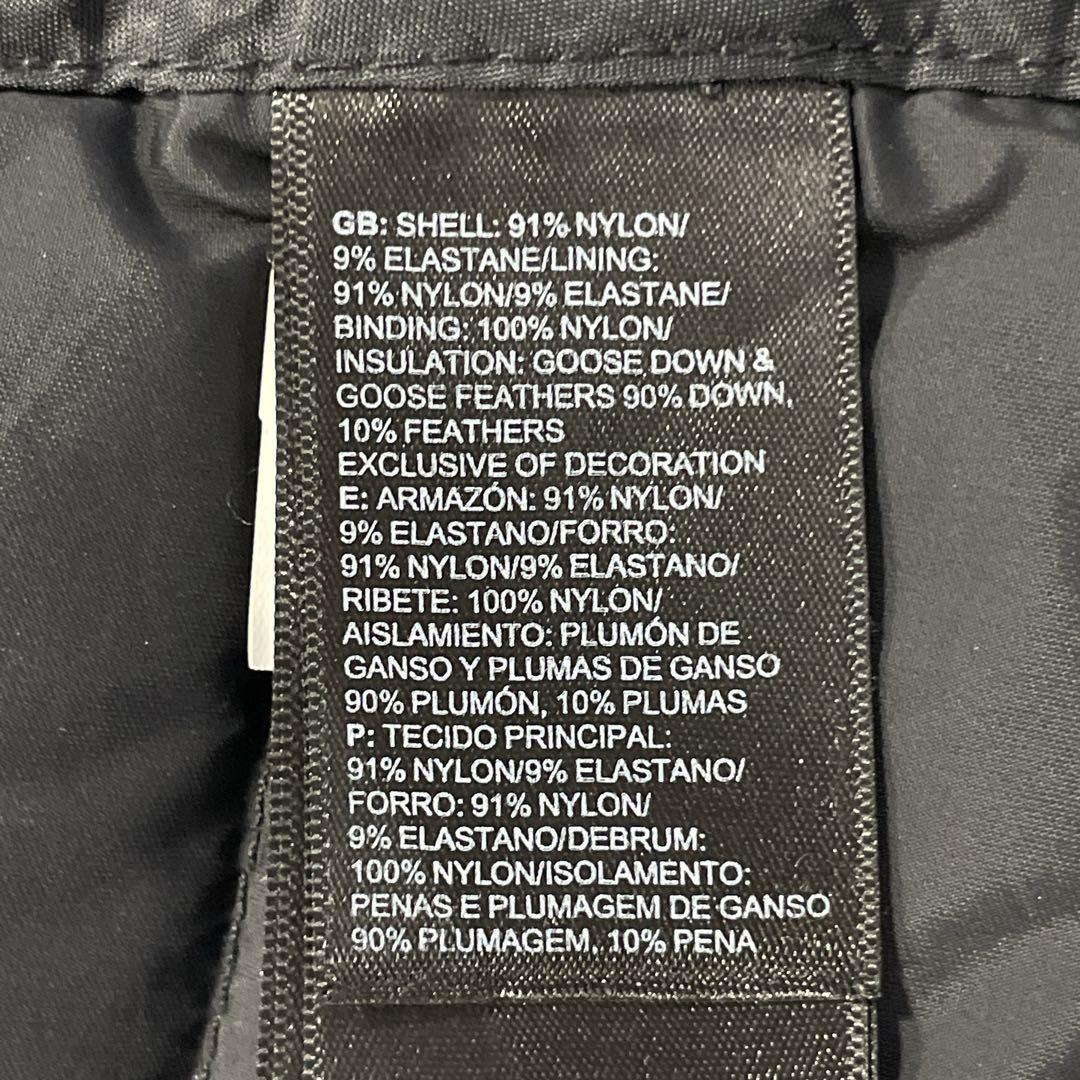 GB: SHELL: 91% NYLON/
9% ELASTANE/LINING:
91% NYLON/9% ELASTANE/
BINDING: 100% NYLON/
INSULATION: GOOSE DOWN &
GOOSE FEATHERS 90% DOWN,
10% FEATHERS
EXCLUSIVE OF DECORATION
E: ARMAZÓN: 91% NYLON/
9% ELASTANO/FORRO:
91% NYLON/9% ELASTANO/
RIBETE: 100% NYLON/
AISLAMIENTO: PLUMÓN DE
GANSO Y PLUMAS DE GANSO
90% PLUMÓN, 10% PLUMAS
P: TECIDO PRINCIPAL:
91% NYLON/9% ELASTANO/
FORRO: 91% NYLON/
9% ELASTANO/DEBRUM:
100% NYLON/ISOLAMENTO:
PENAS E PLUMAGEM DE GANSO
90% PLUMAGEM, 10% PENA